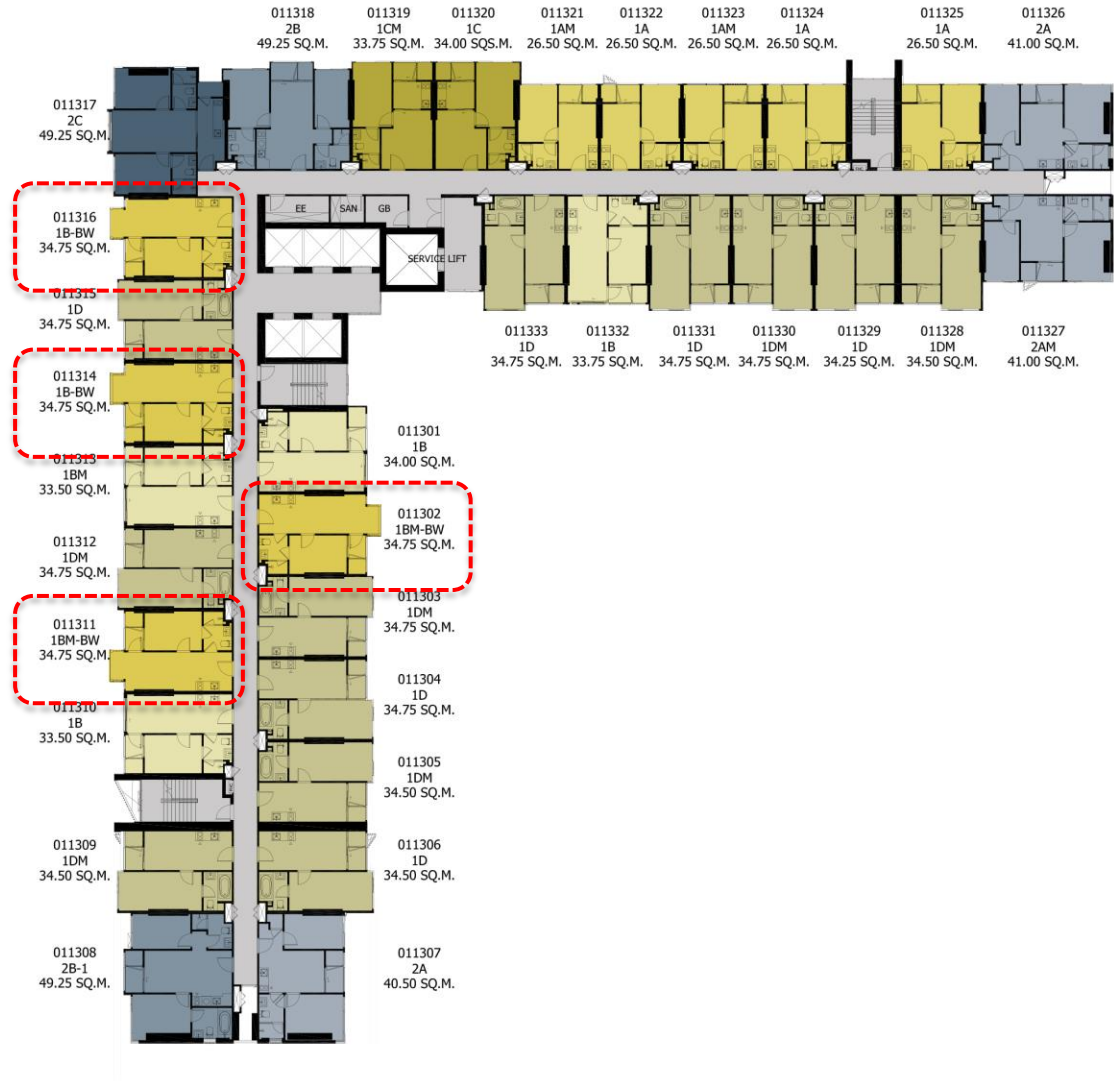 011318
2B
49.25 SQ.M.
011319
1CM
33.75 SQ.M.
011320
1C
34.00 SQS.M.
011321
1AM
26.50 SQ.M.
011322
1A
26.50 SQ.M.
011323
1AM
26.50 SQ.M.
011324
1A
26.50 SQ.M.
011325
1A
26.50 SQ.M.
011326
2A
41.00 SQ.M.
011317
2C
49.25 SQ.M.
011316
1B-BW
34.75 SQ.M.
EE
SAN
GB
SERVICE LIFT
011315
1D
34.75 SQ.M.
011333
1D
34.75 SQ.M.
011332
1B
33.75 SQ.M.
011331
1D
34.75 SQ.M.
011330
1DM
34.75 SQ.M.
011329
1D
34.25 SQ.M.
011328
1DM
34.50 SQ.M.
011327
2AM
41.00 SQ.M.
011314
1B-BW
34.75 SQ.M.
011301
1B
34.00 SQ.M.
011313
1BM
33.50 SQ.M.
011302
1BM-BW
34.75 SQ.M.
011312
1DM
34.75 SQ.M.
011303
1DM
34.75 SQ.M.
011311
1BM-BW
34.75 SQ.M.
011304
1D
34.75 SQ.M.
011310
1B
33.50 SQ.M.
011305
1DM
34.50 SQ.M.
011309
1DM
34.50 SQ.M.
011306
1D
34.50 SQ.M.
011308
2B-1
49.25 SQ.M.
011307
2A
40.50 SQ.M.